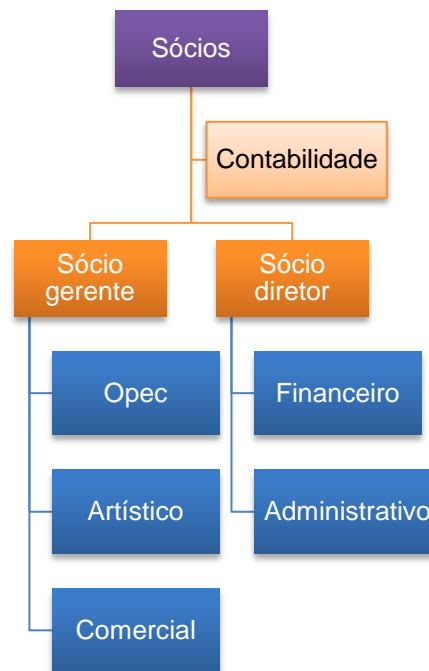 Sócios
Contabilidade
Sócio
gerente
Sócio
diretor
Opec
Financeiro
Artístico
Administrativo
Comercial